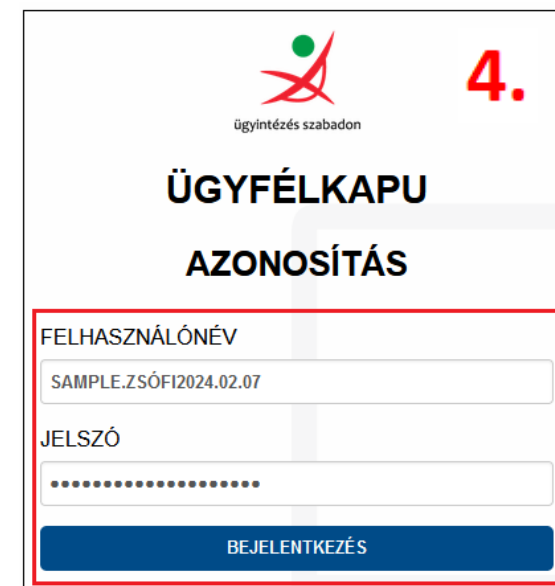 4.
ügyintézés szabadon
ÜGYFÉLKAPU
AZONOSÍTÁS
FELHASZNÁLÓNÉV
SAMPLE.ZSÓFI2024.02.07
JELSZÓ
••••••••••••••••••••
BEJELENTKEZÉS